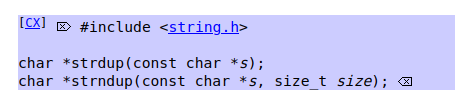 [CX] ⌦ #include <string.h>
char *strdup(const char *s);
char *strndup(const char *s, size_t size); ⌫